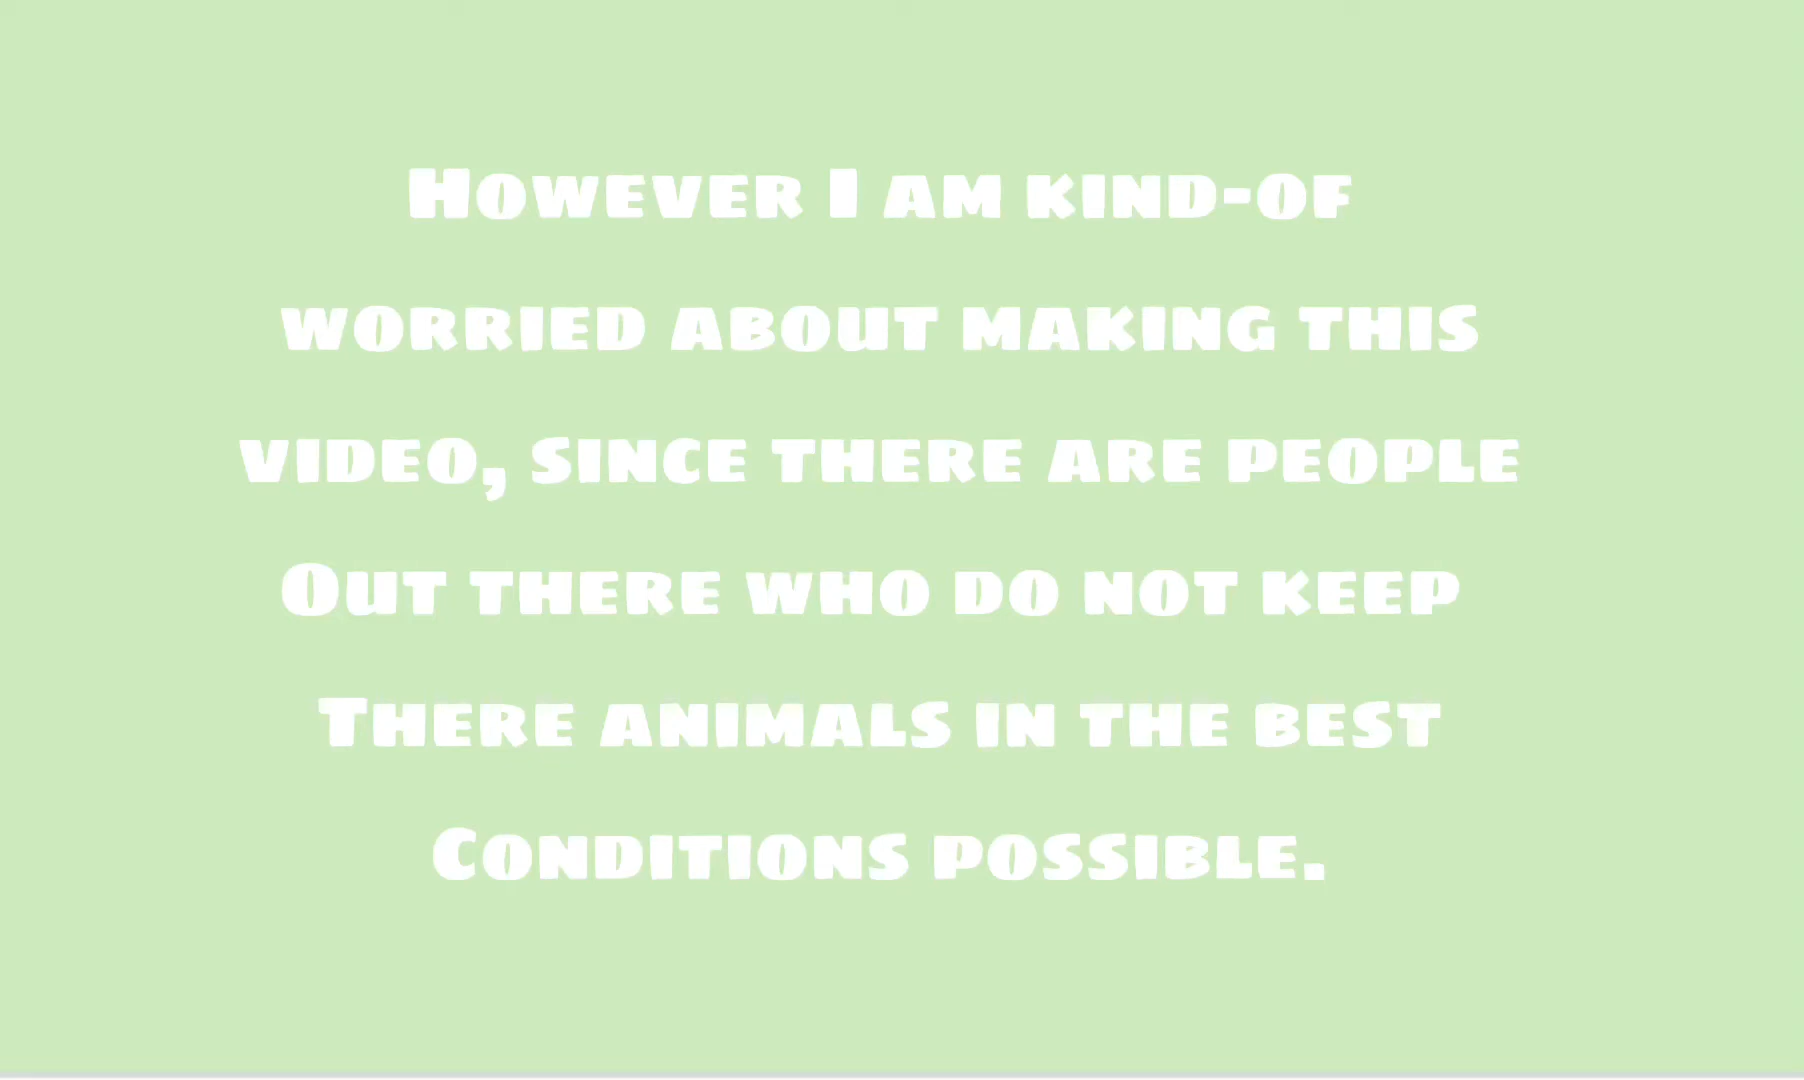 However I am kind-of
worried about making this
video, since there are people
Out there who do not keep
There animals in the best
Conditions possible.